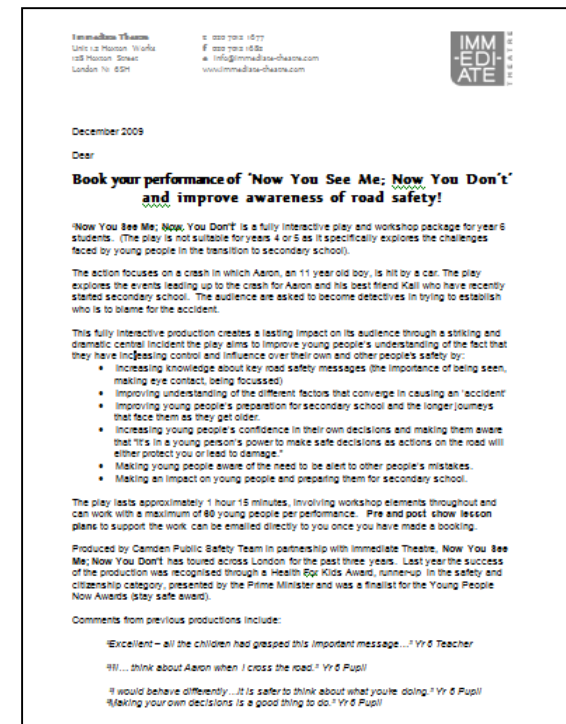 Immediate Theatre
Unit 1.2 Hoxton Works
128 Hoxton Street
London N1 6SH
t 020 7012 1677
f 020 7012 1682
e info@immediate-theatre.com
www.immediate-theatre.com
IMM
-EDI-
ATE
THEATRE
December 2009
Dear
Book your performance of 'Now You See Me; Now You Don't'
and improve awareness of road safety!
'Now You See Me; Now, You Don't' is a fully interactive play and workshop package for year 6
students. (The play is not suitable for years 4 or 5 as it specifically explores the challenges
faced by young people in the transition to secondary school).
The action focuses on a crash in which Aaron, an 11 year old boy, is hit by a car. The play
explores the events leading up to the crash for Aaron and his best friend Kali who have recently
started secondary school. The audience are asked to become detectives in trying to establish
who is to blame for the accident.
This fully interactive production creates a lasting impact on its audience through a striking and
dramatic central incident the play aims to improve young people's understanding of the fact that
they have increasing control and influence over their own and other people's safety by:
• Increasing knowledge about key road safety messages (the importance of being seen,
making eye contact, being focussed)
• Improving understanding of the different factors that converge in causing an 'accident'
• Improving young people's preparation for secondary school and the longer journeys
that face them as they get older.
• Increasing young people's confidence in their own decisions and making them aware
that "it's in a young person's power to make safe decisions as actions on the road will
either protect you or lead to damage."
• Making young people aware of the need to be alert to other people's mistakes.
• Making an impact on young people and preparing them for secondary school.
The play lasts approximately 1 hour 15 minutes, involving workshop elements throughout and
can work with a maximum of 60 young people per performance. Pre and post show lesson
plans to support the work can be emailed directly to you once you have made a booking.
Produced by Camden Public Safety Team in partnership with Immediate Theatre, Now You See
Me; Now You Don't has toured across London for the past three years. Last year the success
of the production was recognised through a Health For Kids Award, runner-up in the safety and
citizenship category, presented by the Prime Minister and was a finalist for the Young People
Now Awards (stay safe award).
Comments from previous productions include:
"Excellent – all the children had grasped this important message…" Yr 6 Teacher
"I'll… think about Aaron when I cross the road." Yr 6 Pupil
"I would behave differently…It is safer to think about what you're doing." Yr 6 Pupil
"Making your own decisions is a good thing to do." Yr 6 Pupil